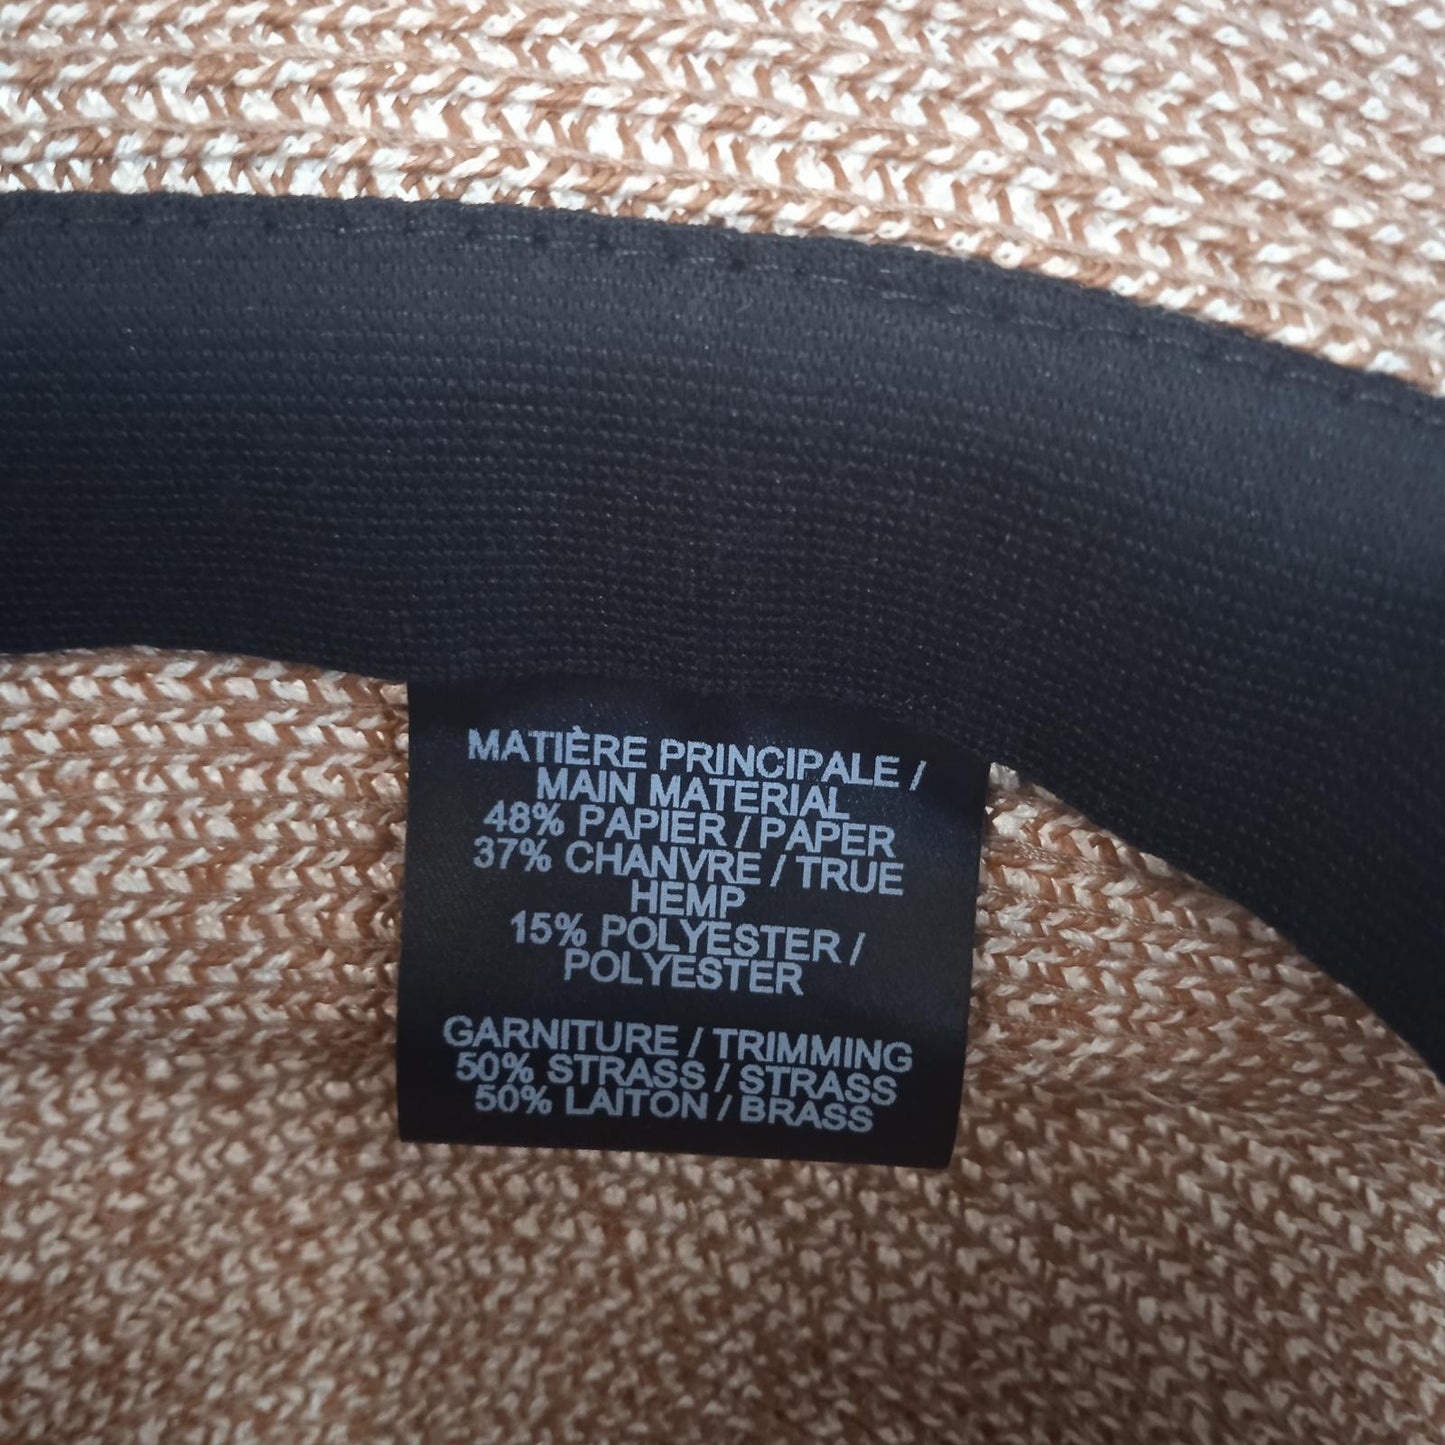 MATIÈRE PRINCIPALE /
MAIN MATERIAL
48% PAPIER / PAPER
37% CHANVRE / TRUE
HEMP
15% POLYESTER /
POLYESTER
GARNITURE / TRIMMING
50% STRASS / STRASS
50% LAITON / BRASS